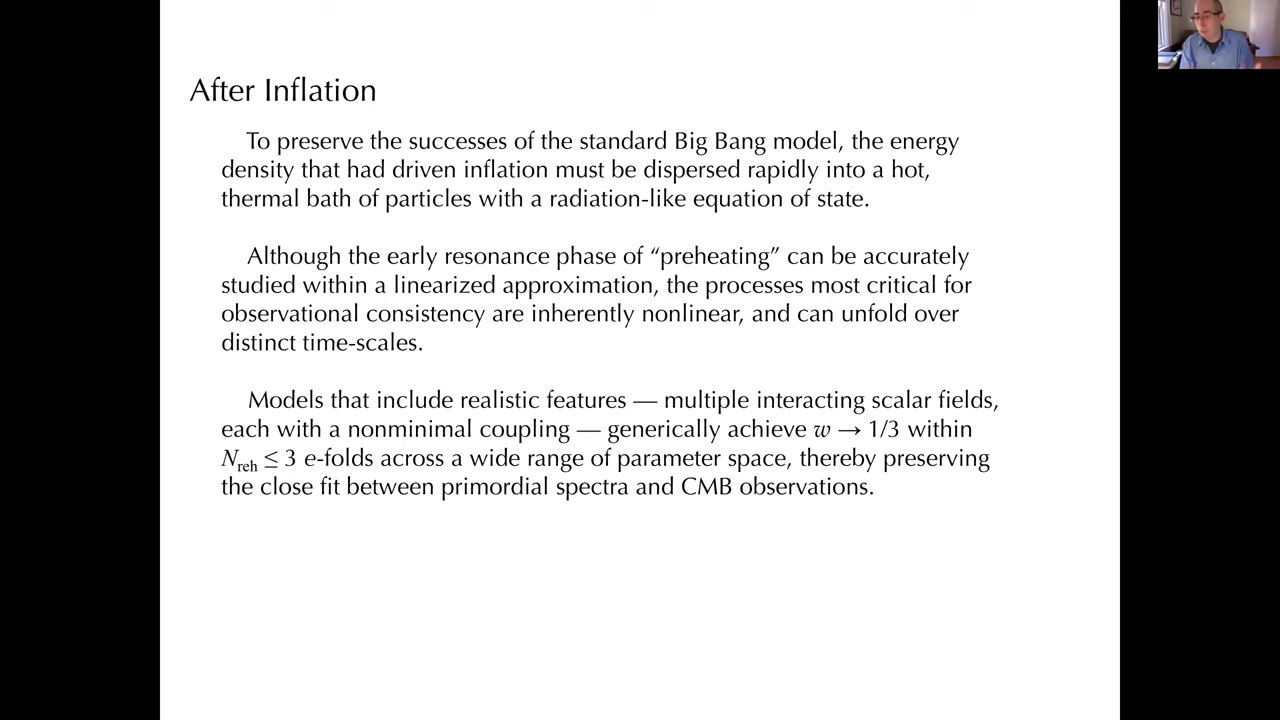 After Inflation
To preserve the successes of the standard Big Bang model, the energy
density that had driven inflation must be dispersed rapidly into a hot,
thermal bath of particles with a radiation-like equation of state.
Although the early resonance phase of “preheating” can be accurately
studied within a linearized approximation, the processes most critical for
observational consistency are inherently nonlinear, and can unfold over
distinct time-scales.
Models that include realistic features — multiple interacting scalar fields,
each with a nonminimal coupling — generically achieve w → 1/3 within
Nreh ≤ 3 e-folds across a wide range of parameter space, thereby preserving
the close fit between primordial spectra and CMB observations.